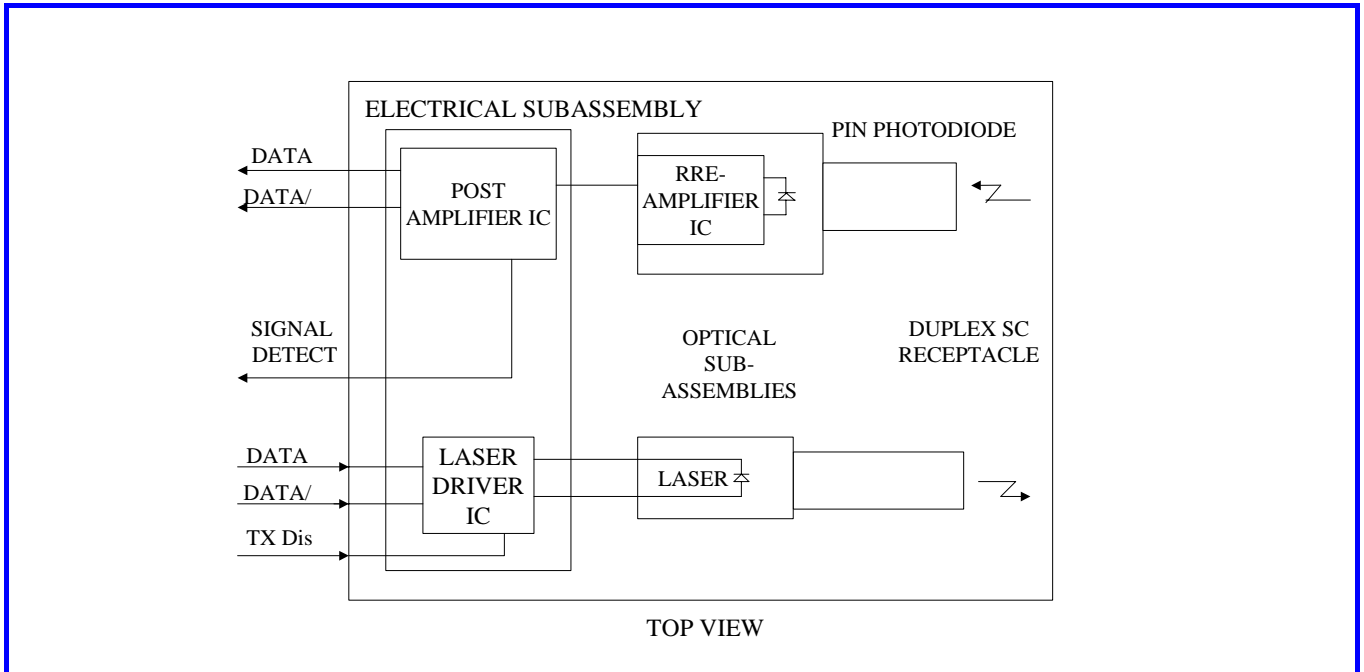 ELECTRICAL SUBASSEMBLY
PIN PHOTODIODE
DATA
DATA/
POST
AMPLIFIER IC
RRE-
AMPLIFIER
IC
SIGNAL
DETECT
OPTICAL
SUB-
ASSEMBLIES
DUPLEX SC
RECEPTACLE
DATA
DATA/
TX Dis
LASER
DRIVER
IC
LASER
TOP VIEW